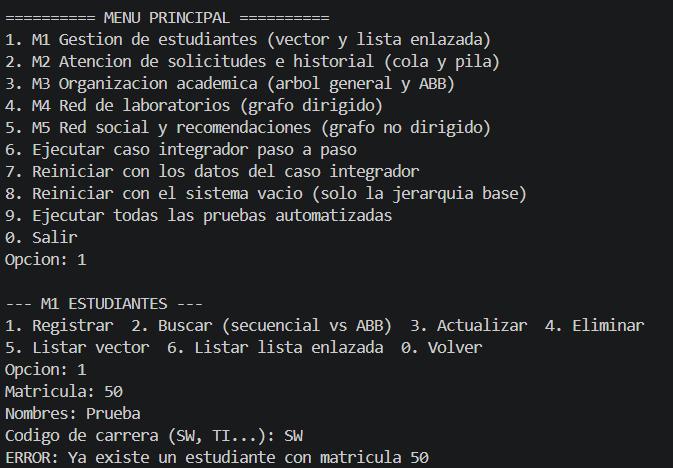 ========== MENU PRINCIPAL ==========
1. M1 Gestion de estudiantes (vector y lista enlazada)
2. M2 Atencion de solicitudes e historial (cola y pila)
3. M3 Organizacion academica (arbol general y ABB)
4. M4 Red de laboratorios (grafo dirigido)
5. M5 Red social y recomendaciones (grafo no dirigido)
6. Ejecutar caso integrador paso a paso
7. Reiniciar con los datos del caso integrador
8. Reiniciar con el sistema vacio (solo la jerarquia base)
9. Ejecutar todas las pruebas automatizadas
0. Salir
Opcion: 1

--- M1 ESTUDIANTES ---
1. Registrar  2. Buscar (secuencial vs ABB)  3. Actualizar  4. Eliminar
5. Listar vector  6. Listar lista enlazada  0. Volver
Opcion: 1
Matricula: 50
Nombres: Prueba
Codigo de carrera (SW, TI...): SW
ERROR: Ya existe un estudiante con matricula 50